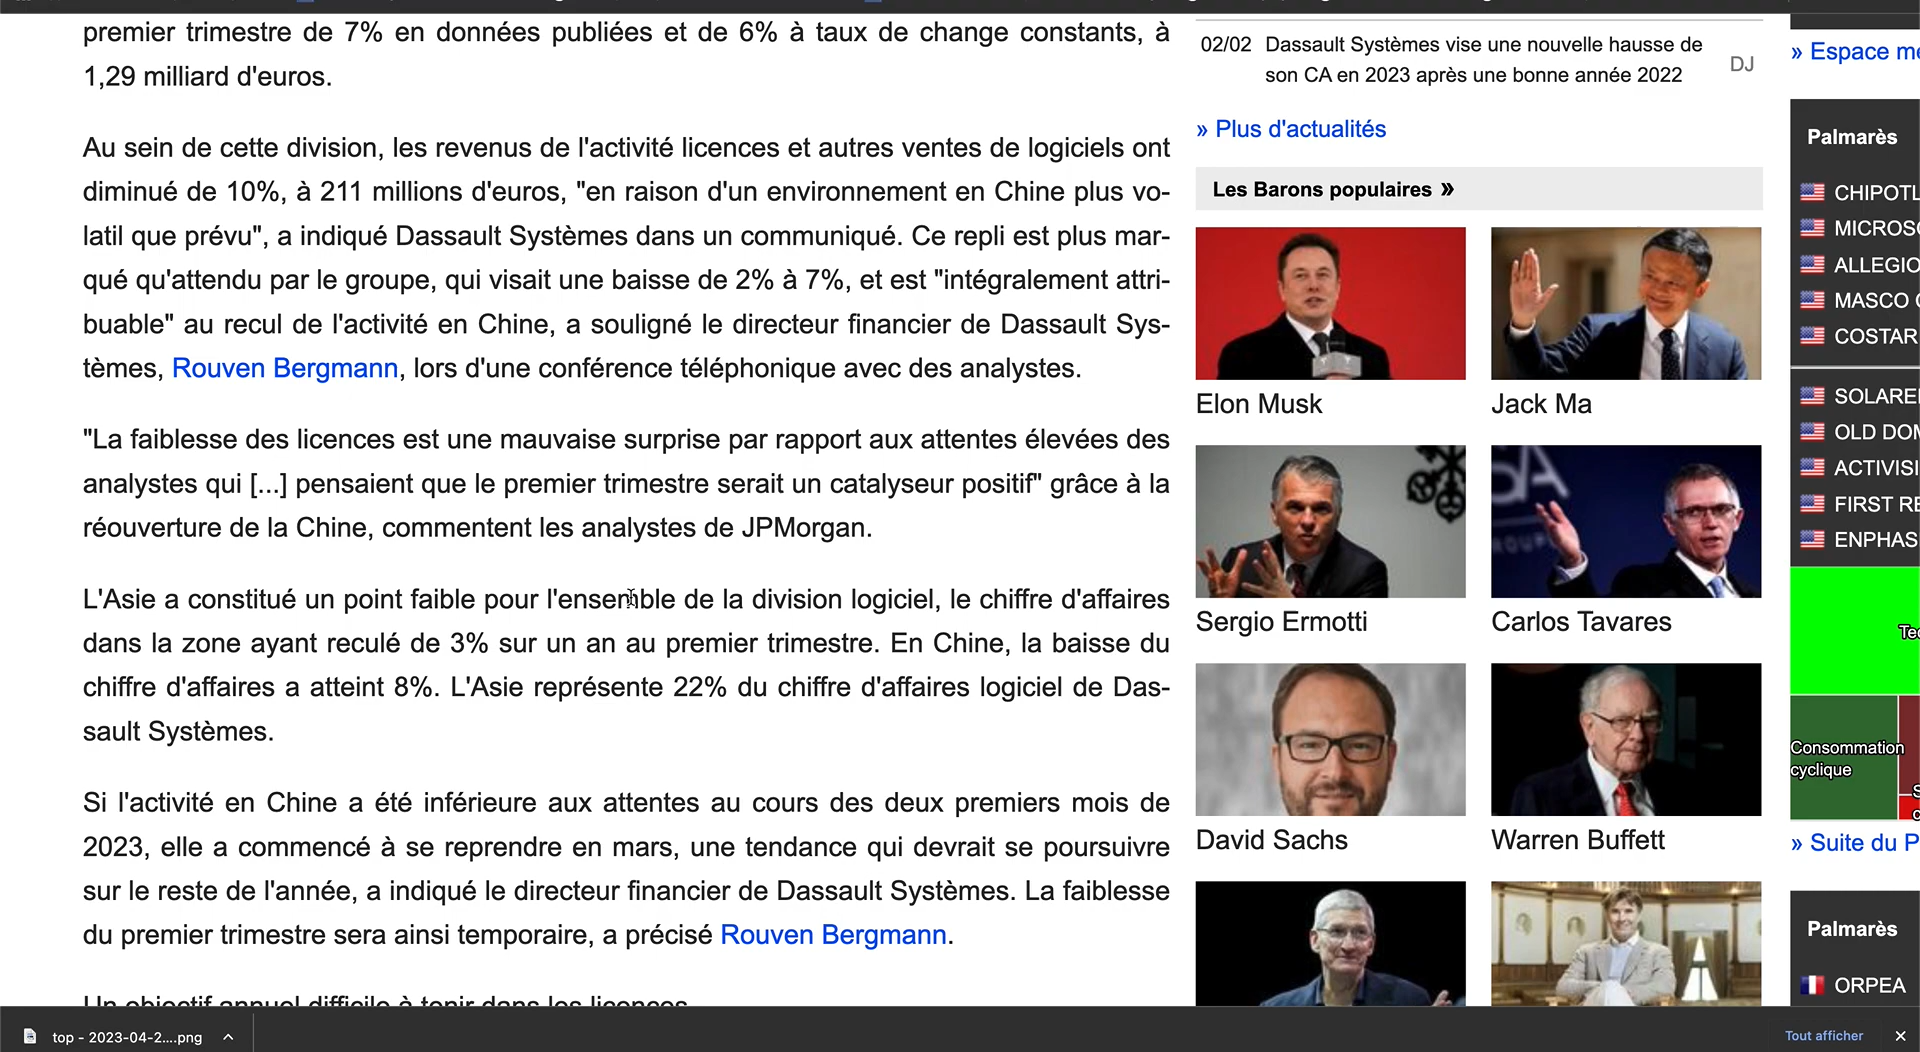 premier trimestre de 7% en données publiées et de 6% à taux de change constants, à
1,29 milliard d'euros.
Au sein de cette division, les revenus de l'activité licences et autres ventes de logiciels ont
diminué de 10%, à 211 millions d'euros, "en raison d'un environnement en Chine plus vo-
latil que prévu", a indiqué Dassault Systèmes dans un communiqué. Ce repli est plus mar-
qué qu'attendu par le groupe, qui visait une baisse de 2% à 7%, et est "intégralement attri-
buable" au recul de l'activité en Chine, a souligné le directeur financier de Dassault Sys-
tèmes, Rouven Bergmann, lors d'une conférence téléphonique avec des analystes.
"La faiblesse des licences est une mauvaise surprise par rapport aux attentes élevées des
analystes qui [...] pensaient que le premier trimestre serait un catalyseur positif" grâce à la
réouverture de la Chine, commentent les analystes de JPMorgan.
L'Asie a constitué un point faible pour l'ensemble de la division logiciel, le chiffre d'affaires
dans la zone ayant reculé de 3% sur un an au premier trimestre. En Chine, la baisse du
chiffre d'affaires a atteint 8%. L'Asie représente 22% du chiffre d'affaires logiciel de Das-
sault Systèmes.
Si l'activité en Chine a été inférieure aux attentes au cours des deux premiers mois de
2023, elle a commencé à se reprendre en mars, une tendance qui devrait se poursuivre
sur le reste de l'année, a indiqué le directeur financier de Dassault Systèmes. La faiblesse
du premier trimestre sera ainsi temporaire, a précisé Rouven Bergmann.
Un objectif annuel difficile à tenir dans les licences
02/02 Dassault Systèmes vise une nouvelle hausse de
son CA en 2023 après une bonne année 2022
DJ
» Plus d'actualités
Les Barons populaires »
Elon Musk
Jack Ma
Sergio Ermotti
Carlos Tavares
David Sachs
Warren Buffett
» Espace me
Palmarès
CHIPOTL
MICROSO
ALLEGIO
MASCO
COSTAR
SOLARE
OLD DOM
ACTIVISI
FIRST RE
ENPHAS
Tec
Consommation
cyclique
» Suite du P
Palmarès
ORPEA
top - 2023-04-2....png
Tout afficher